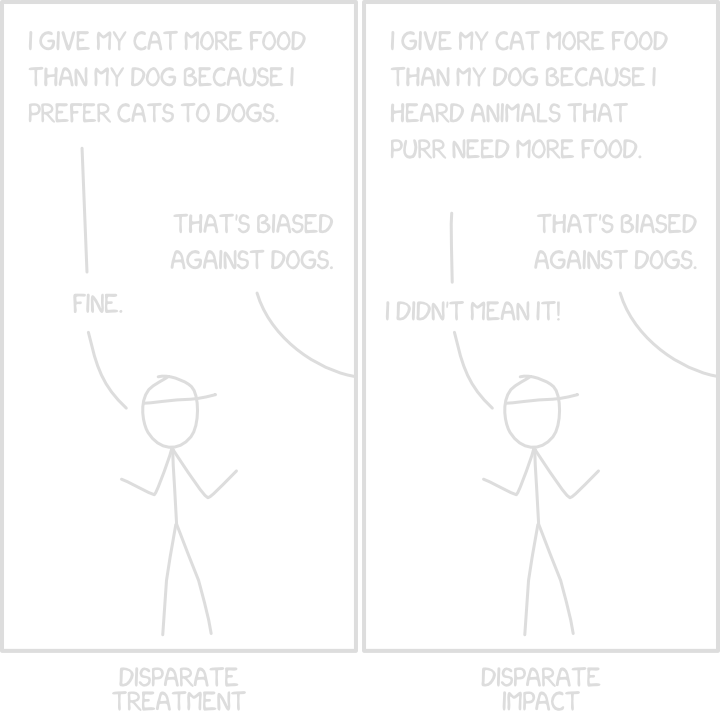 I GIVE MY CAT MORE FOOD
THAN MY DOG BECAUSE I
PREFER CATS TO DOGS.
THAT'S BIASED
AGAINST DOGS.
FINE.
DISPARATE
TREATMENT
I GIVE MY CAT MORE FOOD
THAN MY DOG BECAUSE I
HEARD ANIMALS THAT
PURR NEED MORE FOOD.
THAT'S BIASED
AGAINST DOGS.
I DIDN'T MEAN IT!
DISPARATE
IMPACT